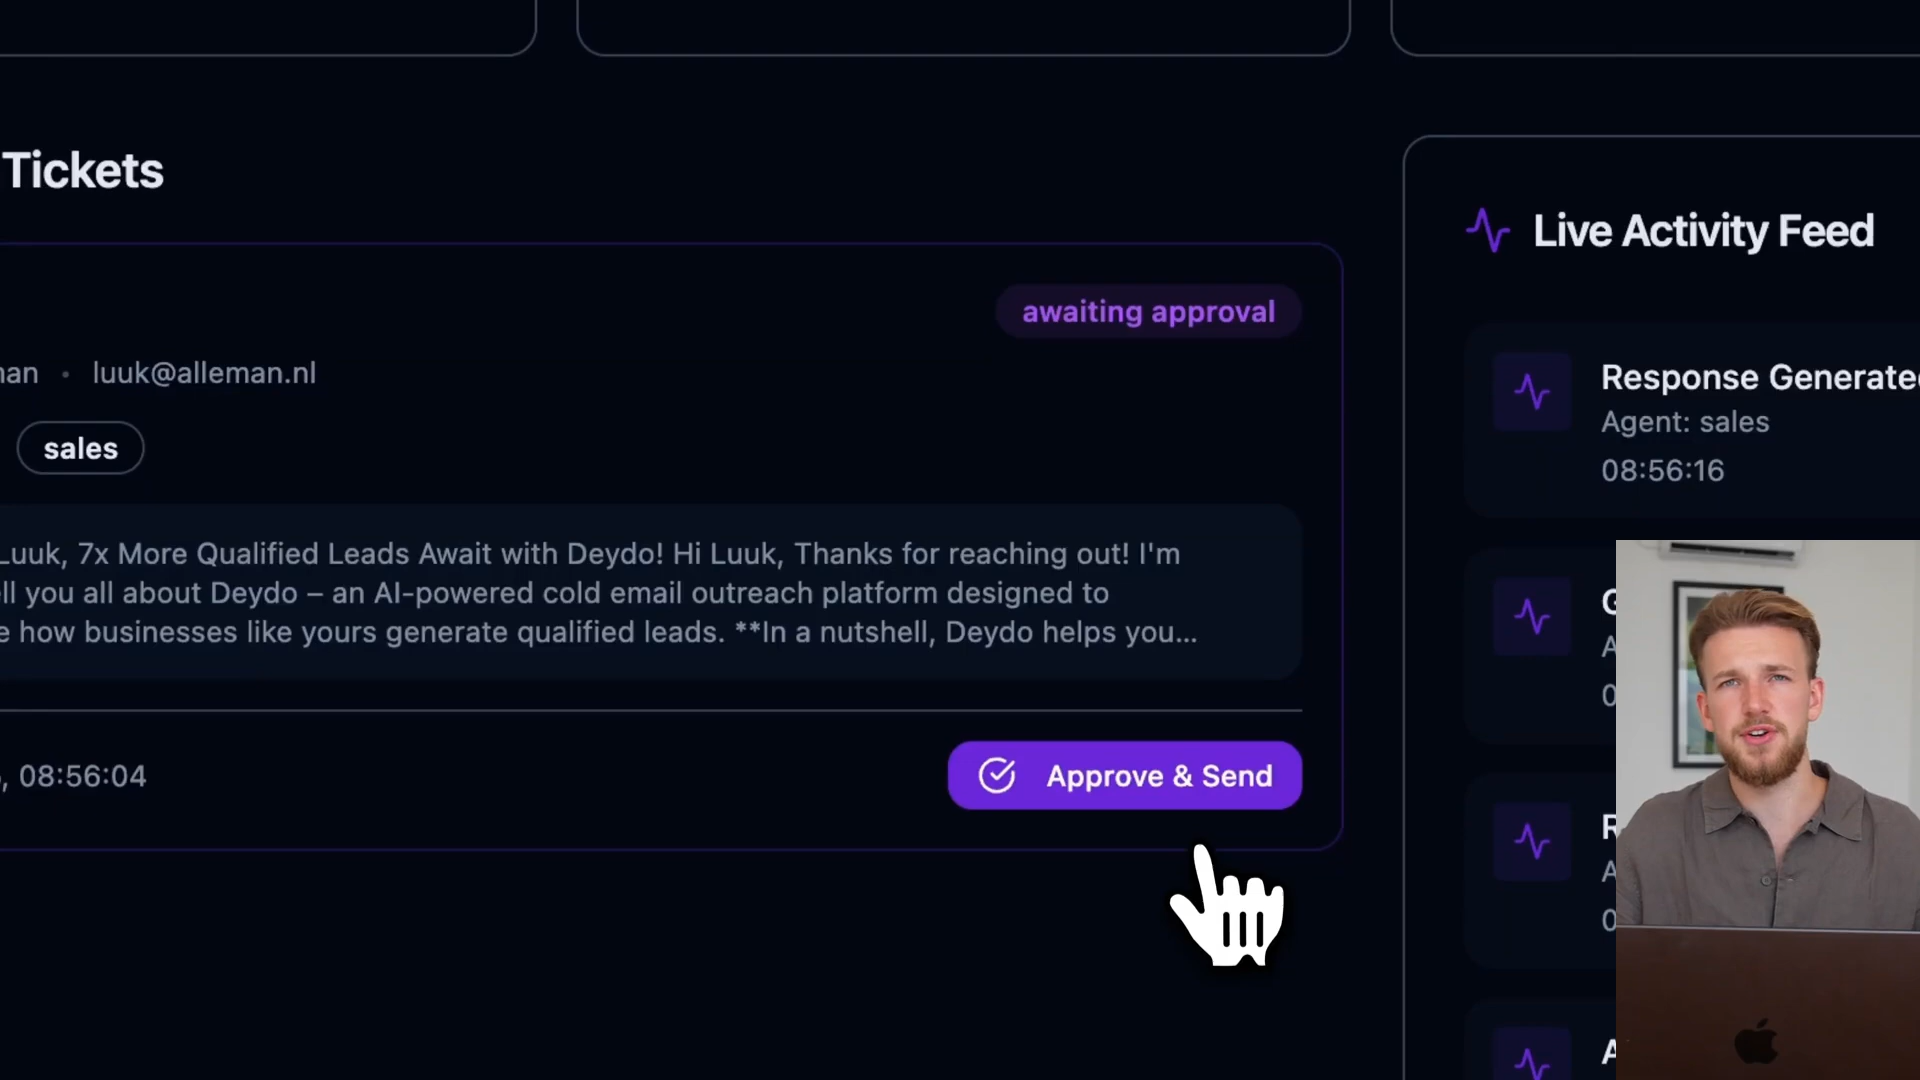 Tickets
awaiting approval
luuk@alleman.nl
sales
Luuk, 7x More Qualified Leads Await with Deydo! Hi Luuk, Thanks for reaching out! I'm
you all about Deydo – an AI-powered cold email outreach platform designed to
how businesses like yours generate qualified leads. **In a nutshell, Deydo helps you...
08:56:04
Approve & Send
Live Activity Feed
Response Generated
Agent: sales
08:56:16